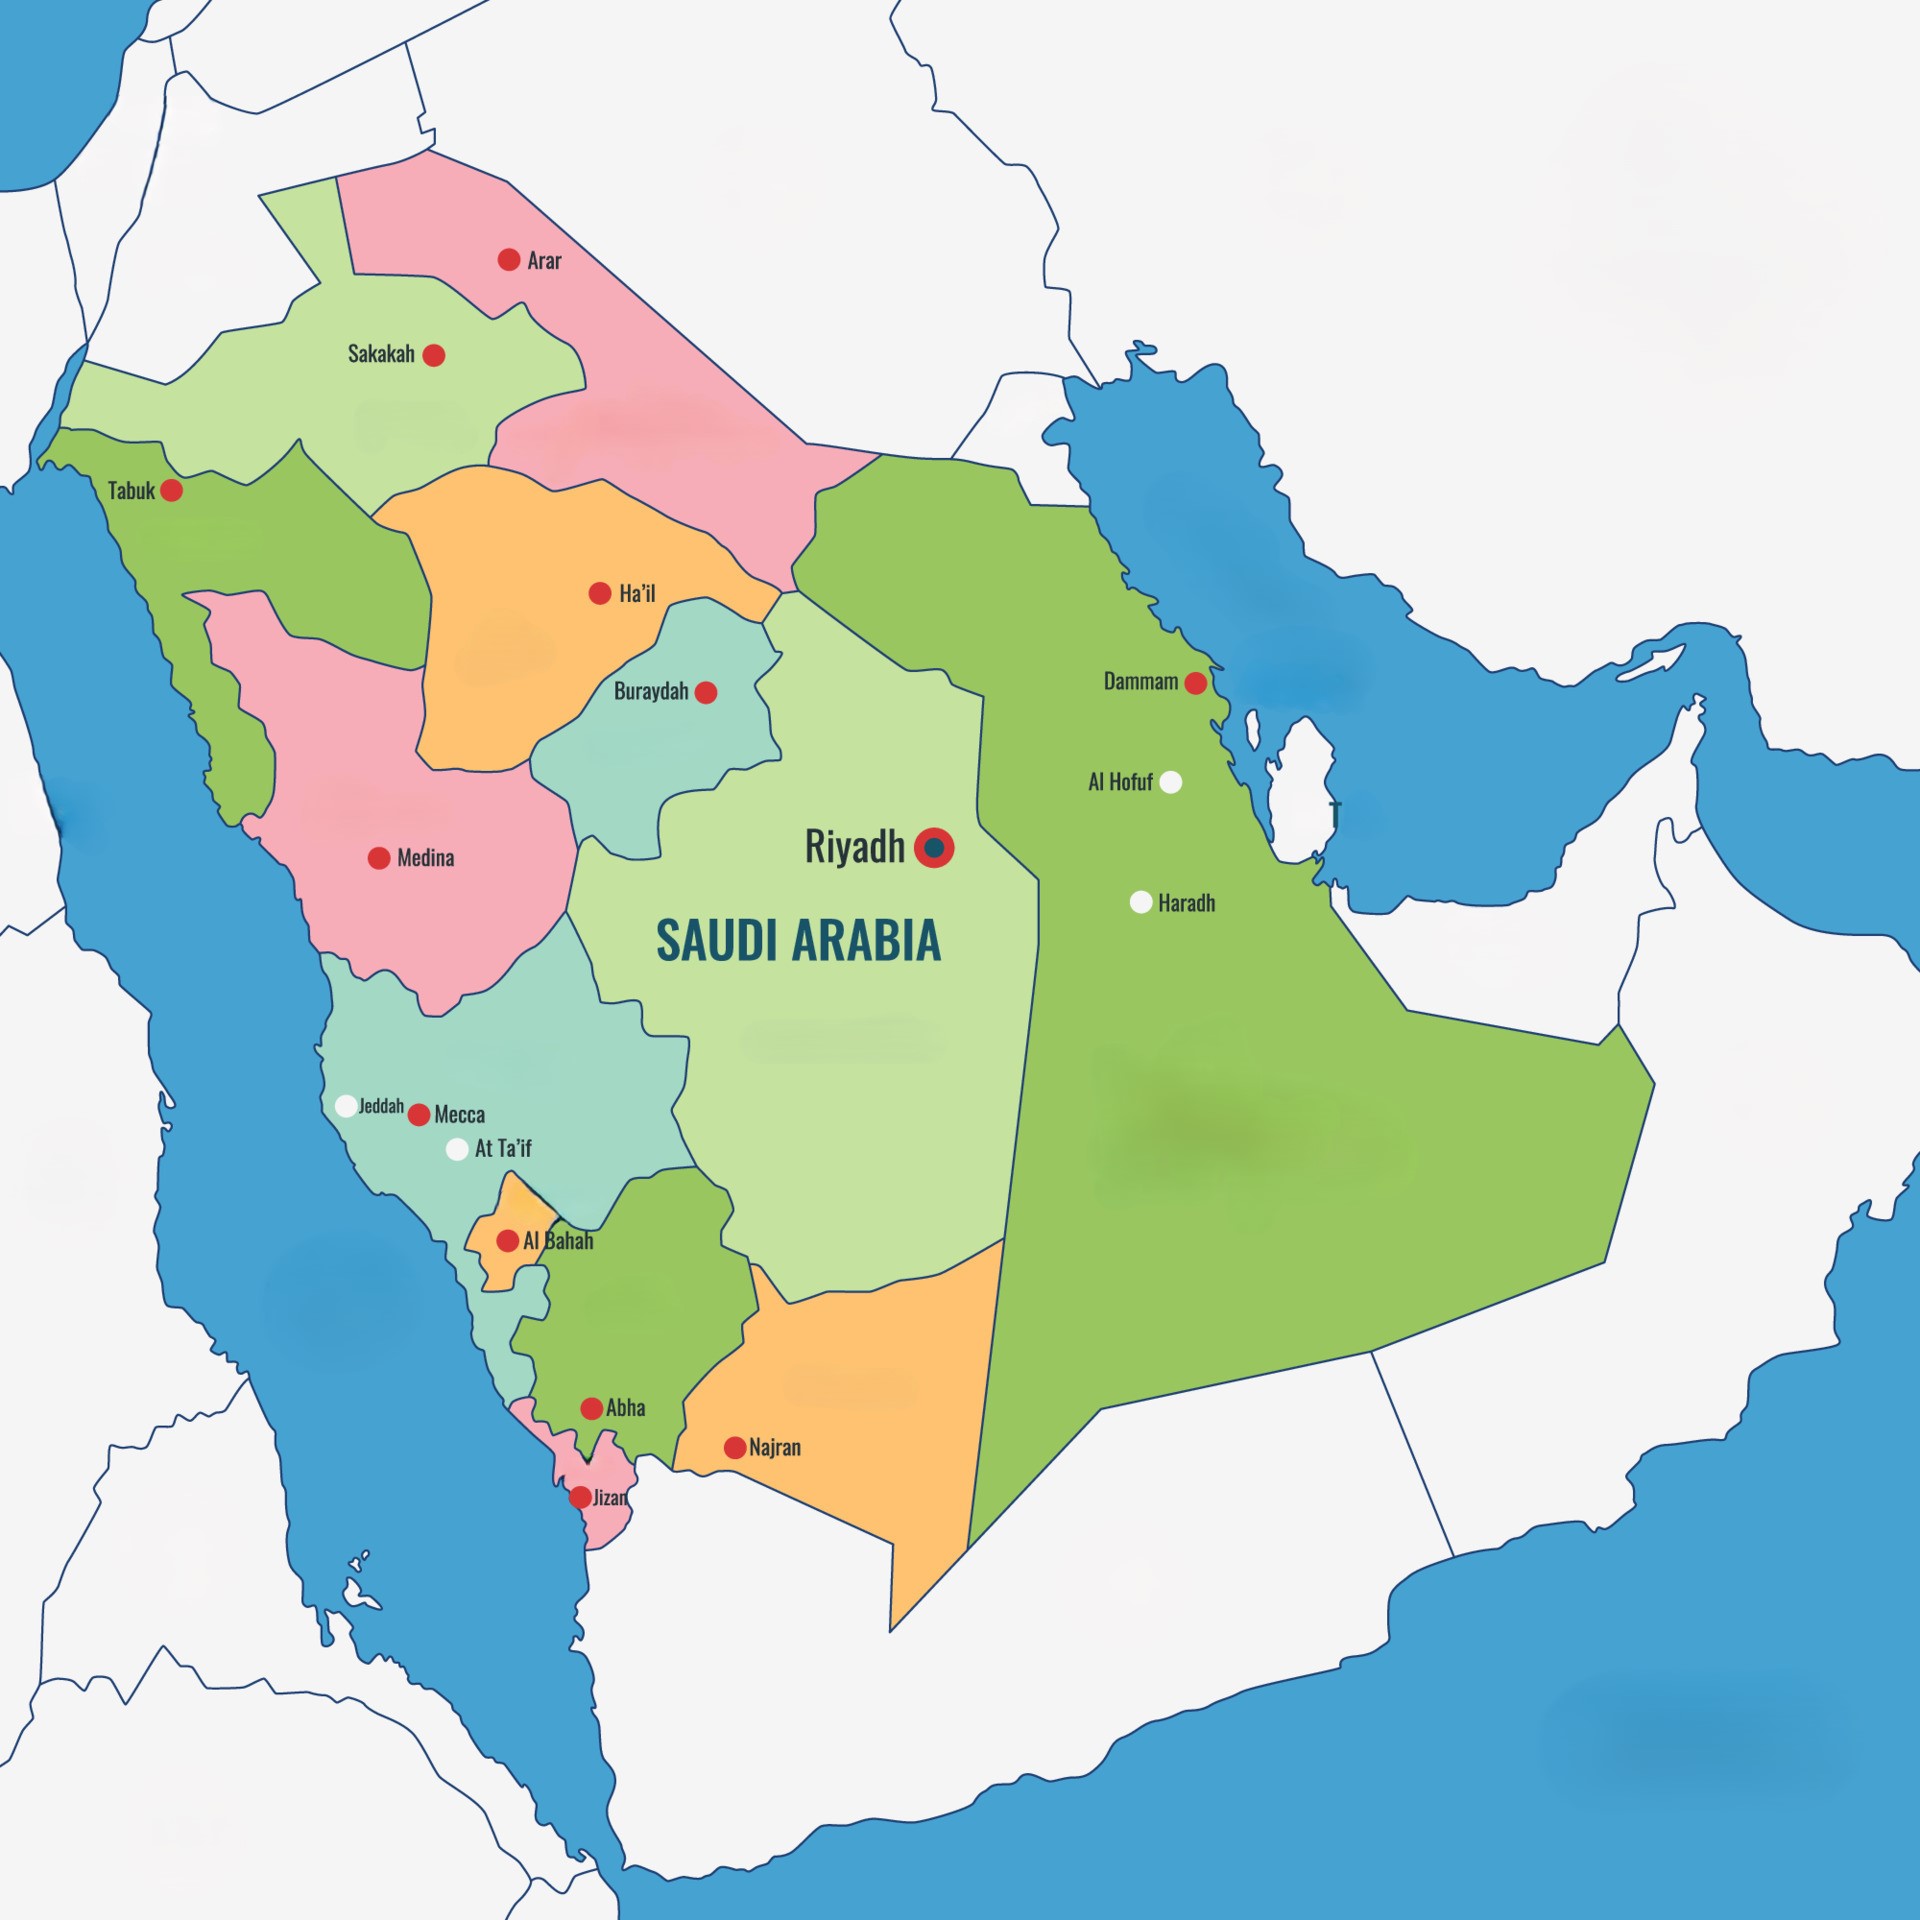 Arar
Sakakah
Tabuk
Ha'il
Dammam
Buraydah
Al Hofuf
T
Riyadh
Medina
Haradh
SAUDI ARABIA
Jeddah
Mecca
At Ta'if
Al Bahah
Abha
Najran
Jizan